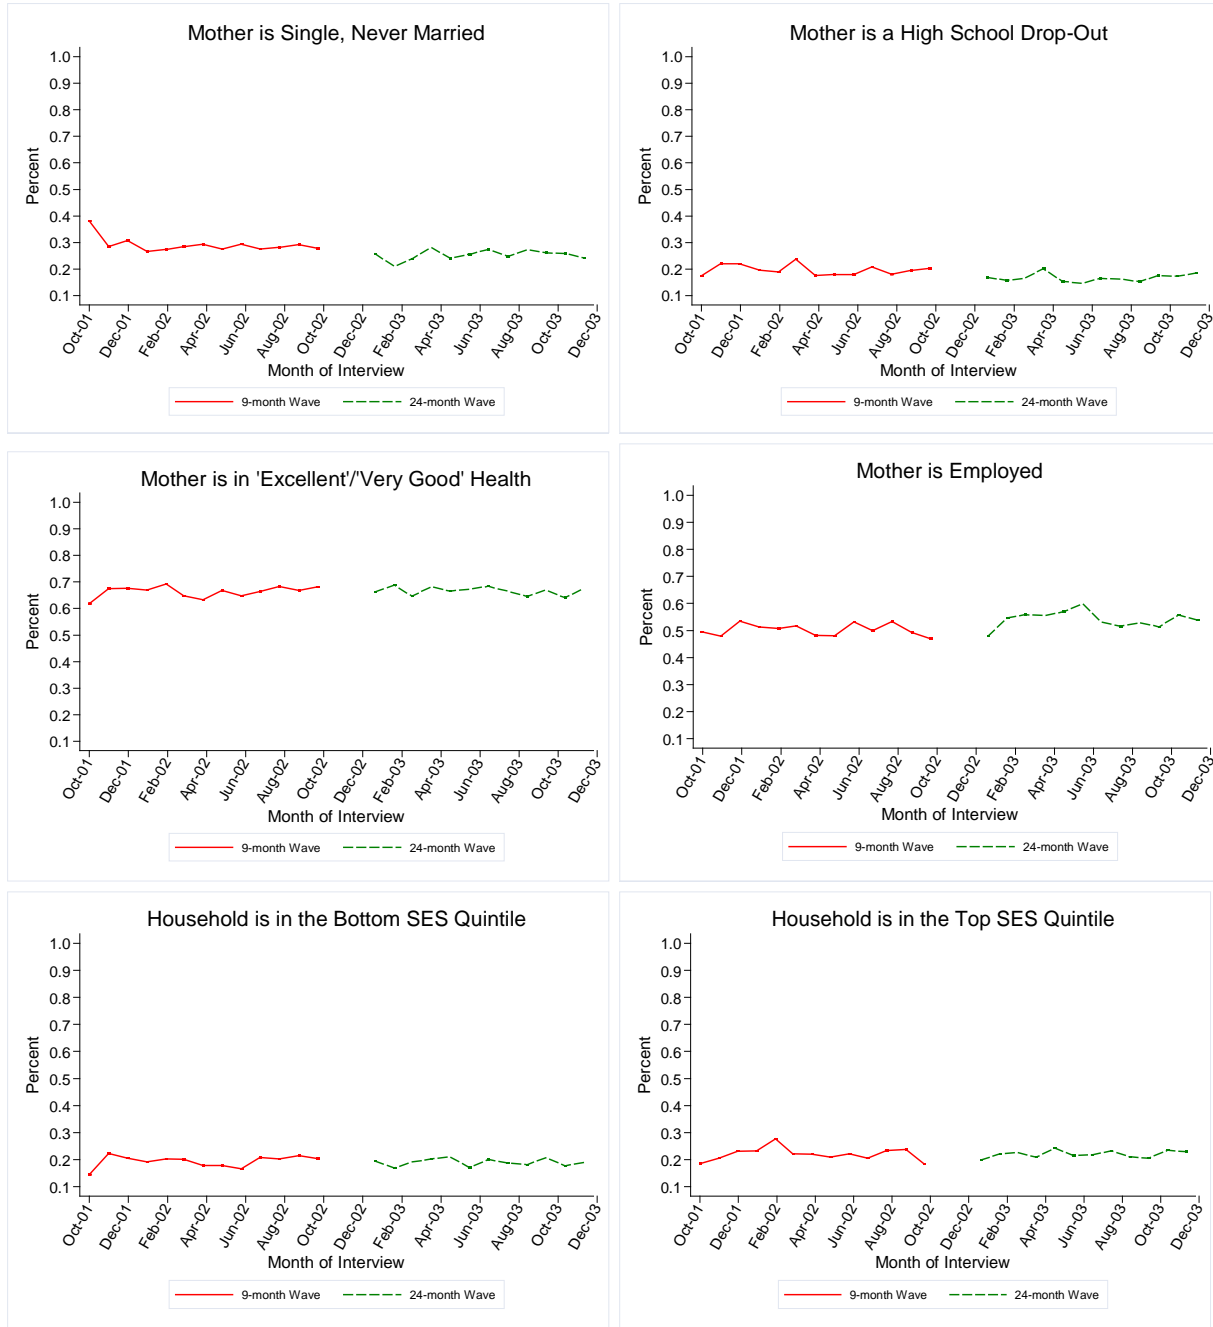 Mother is Single, Never Married
1.0
0.9
0.8
0.7
0.6
0.5
0.4
0.3
0.2
0.1
Percent
Oct-01 Dec-01 Feb-02 Apr-02 Jun-02 Aug-02 Oct-02 Dec-02 Feb-03 Apr-03 Jun-03 Aug-03 Oct-03 Dec-03
Month of Interview
9-month Wave 24-month Wave
Mother is a High School Drop-Out
1.0
0.9
0.8
0.7
0.6
0.5
0.4
0.3
0.2
0.1
Percent
Oct-01 Dec-01 Feb-02 Apr-02 Jun-02 Aug-02 Oct-02 Dec-02 Feb-03 Apr-03 Jun-03 Aug-03 Oct-03 Dec-03
Month of Interview
9-month Wave 24-month Wave
Mother is in 'Excellent'/'Very Good' Health
1.0
0.9
0.8
0.7
0.6
0.5
0.4
0.3
0.2
0.1
Percent
Oct-01 Dec-01 Feb-02 Apr-02 Jun-02 Aug-02 Oct-02 Dec-02 Feb-03 Apr-03 Jun-03 Aug-03 Oct-03 Dec-03
Month of Interview
9-month Wave 24-month Wave
Mother is Employed
1.0
0.9
0.8
0.7
0.6
0.5
0.4
0.3
0.2
0.1
Percent
Oct-01 Dec-01 Feb-02 Apr-02 Jun-02 Aug-02 Oct-02 Dec-02 Feb-03 Apr-03 Jun-03 Aug-03 Oct-03 Dec-03
Month of Interview
9-month Wave 24-month Wave
Household is in the Bottom SES Quintile
1.0
0.9
0.8
0.7
0.6
0.5
0.4
0.3
0.2
0.1
Percent
Oct-01 Dec-01 Feb-02 Apr-02 Jun-02 Aug-02 Oct-02 Dec-02 Feb-03 Apr-03 Jun-03 Aug-03 Oct-03 Dec-03
Month of Interview
9-month Wave 24-month Wave
Household is in the Top SES Quintile
1.0
0.9
0.8
0.7
0.6
0.5
0.4
0.3
0.2
0.1
Percent
Oct-01 Dec-01 Feb-02 Apr-02 Jun-02 Aug-02 Oct-02 Dec-02 Feb-03 Apr-03 Jun-03 Aug-03 Oct-03 Dec-03
Month of Interview
9-month Wave 24-month Wave